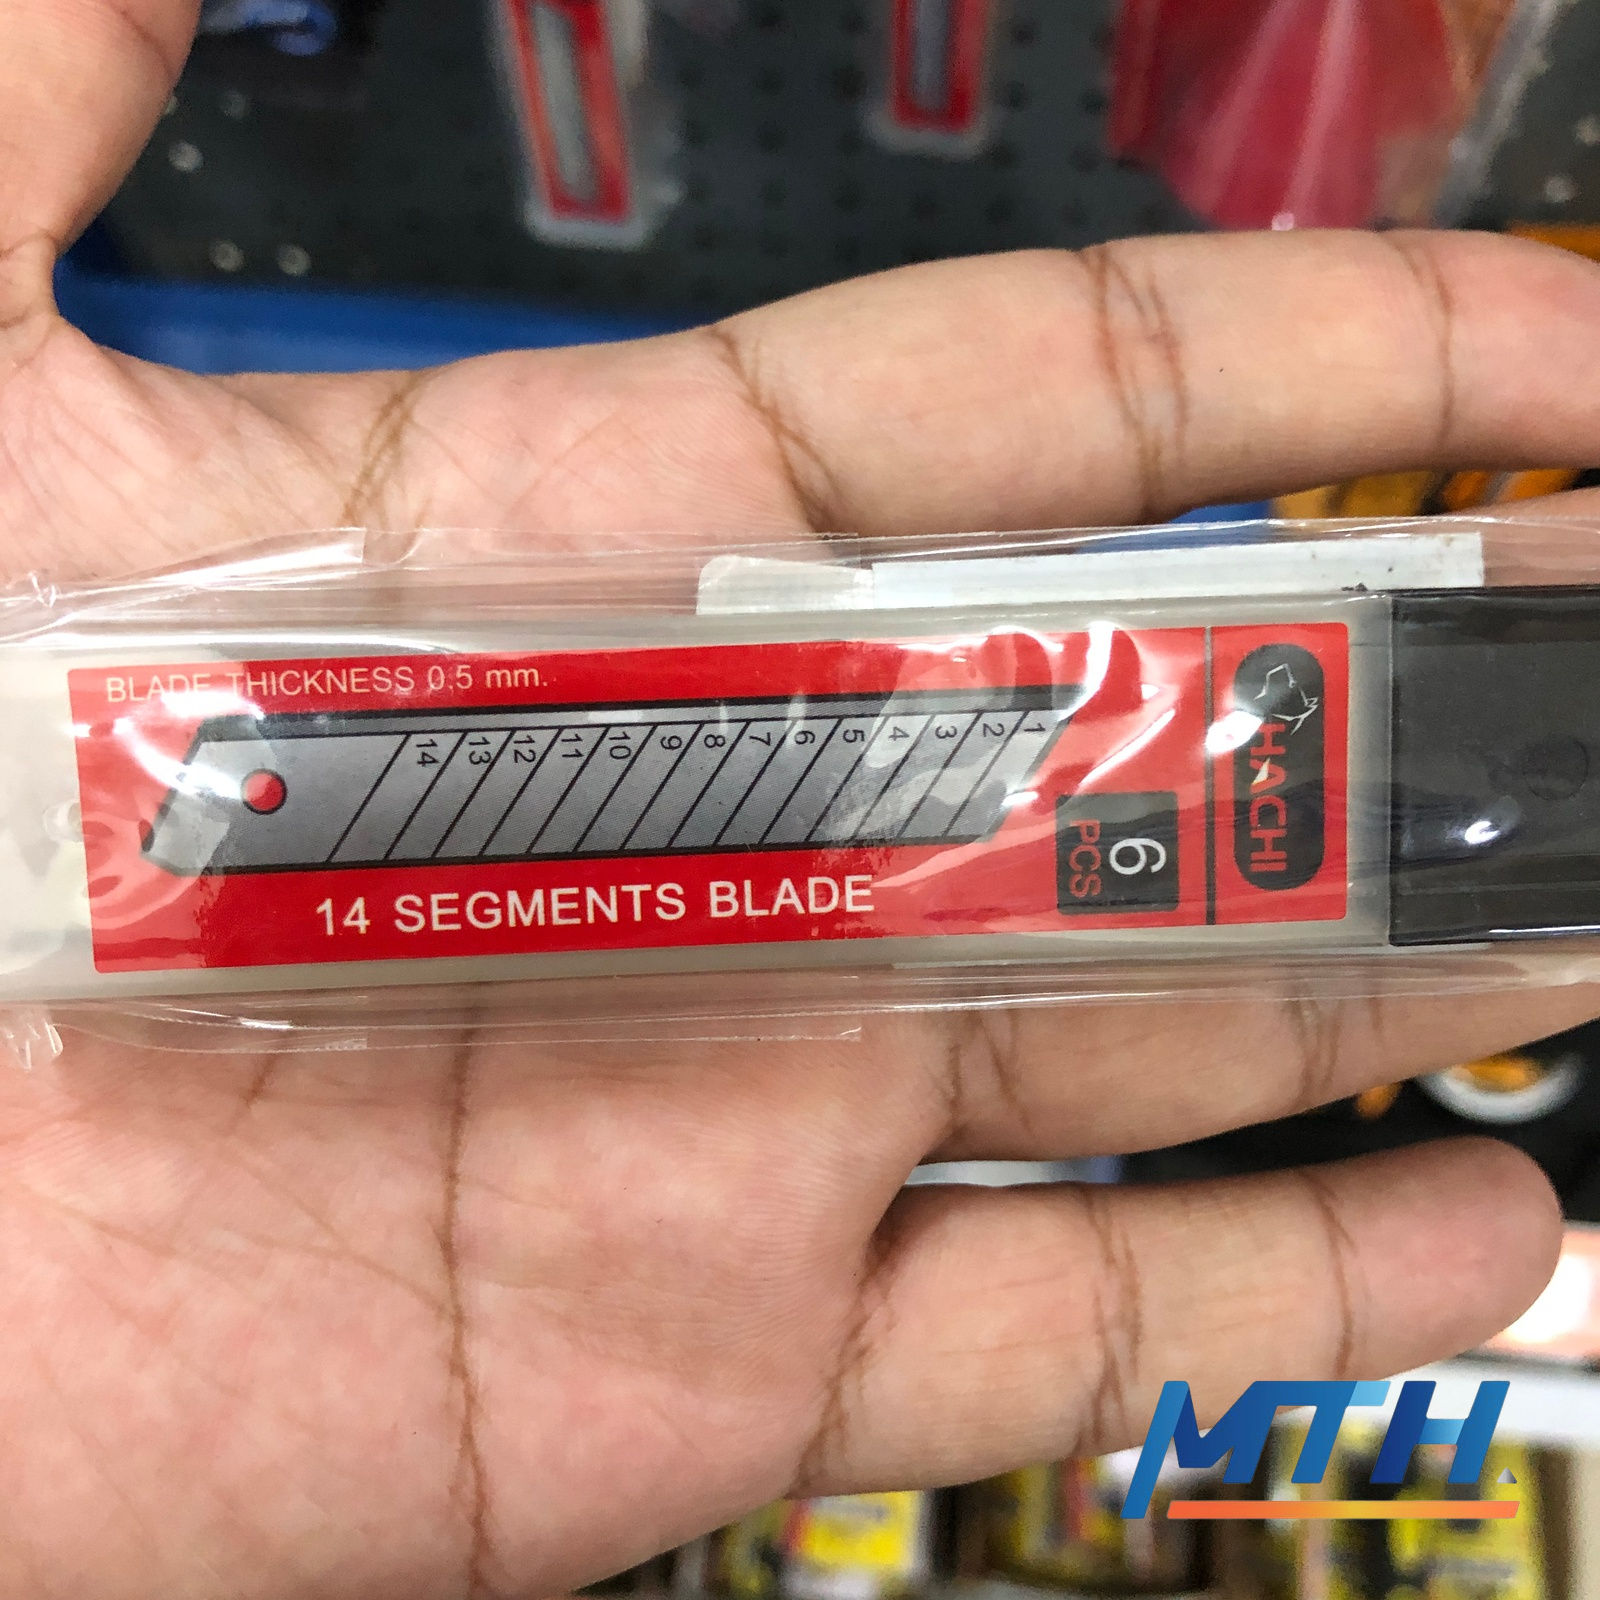 BLADE THICKNESS 0.5 mm.
14 13 12 11 10 9 8 7 6 5 4 3 2 1
14 SEGMENTS BLADE
6
PCS
HACHI
MTH